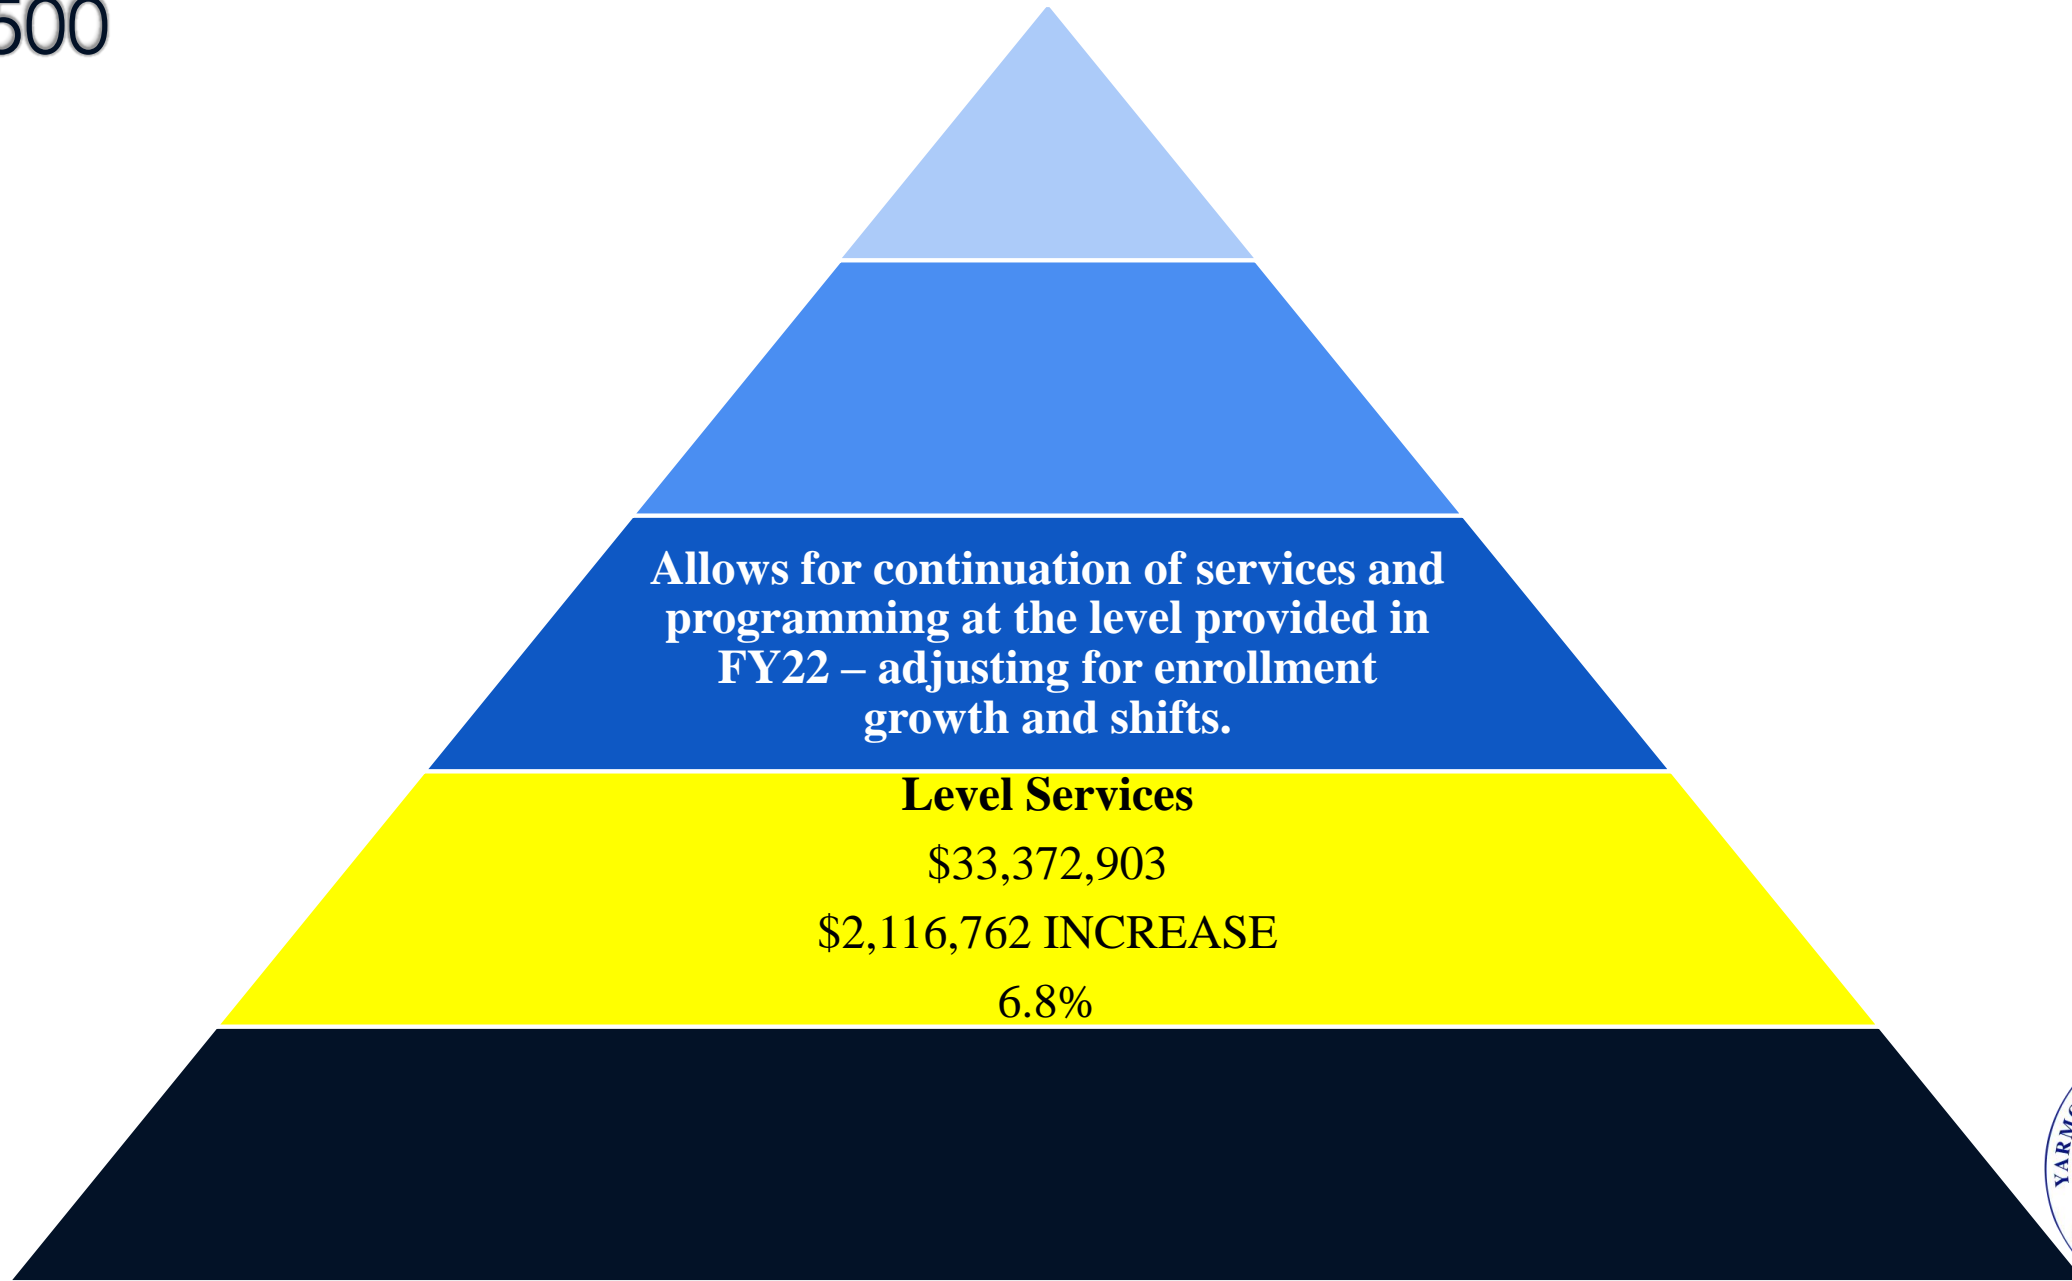 500
Allows for continuation of services and
programming at the level provided in
FY22 – adjusting for enrollment
growth and shifts.
Level Services
$33,372,903
$2,116,762 INCREASE
6.8%